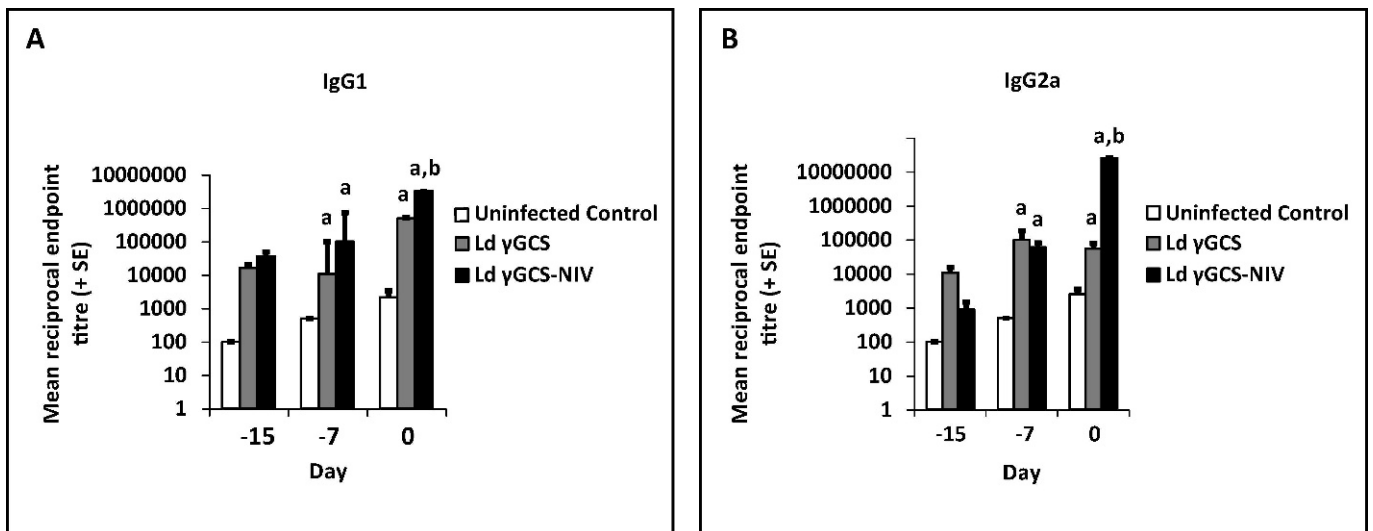 A
IgG1
Mean reciprocal endpoint
titre (+ SE)
10000000
1000000
100000
10000
1000
100
10
1
a
a
a
a,b
-15
-7
0
Day
Uninfected Control
Ld γGCS
Ld γGCS-NIV
B
IgG2a
Mean reciprocal endpoint
titre (+ SE)
10000000
1000000
100000
10000
1000
100
10
1
a
a
a
a,b
-15
-7
0
Day
Uninfected Control
Ld γGCS
Ld γGCS-NIV